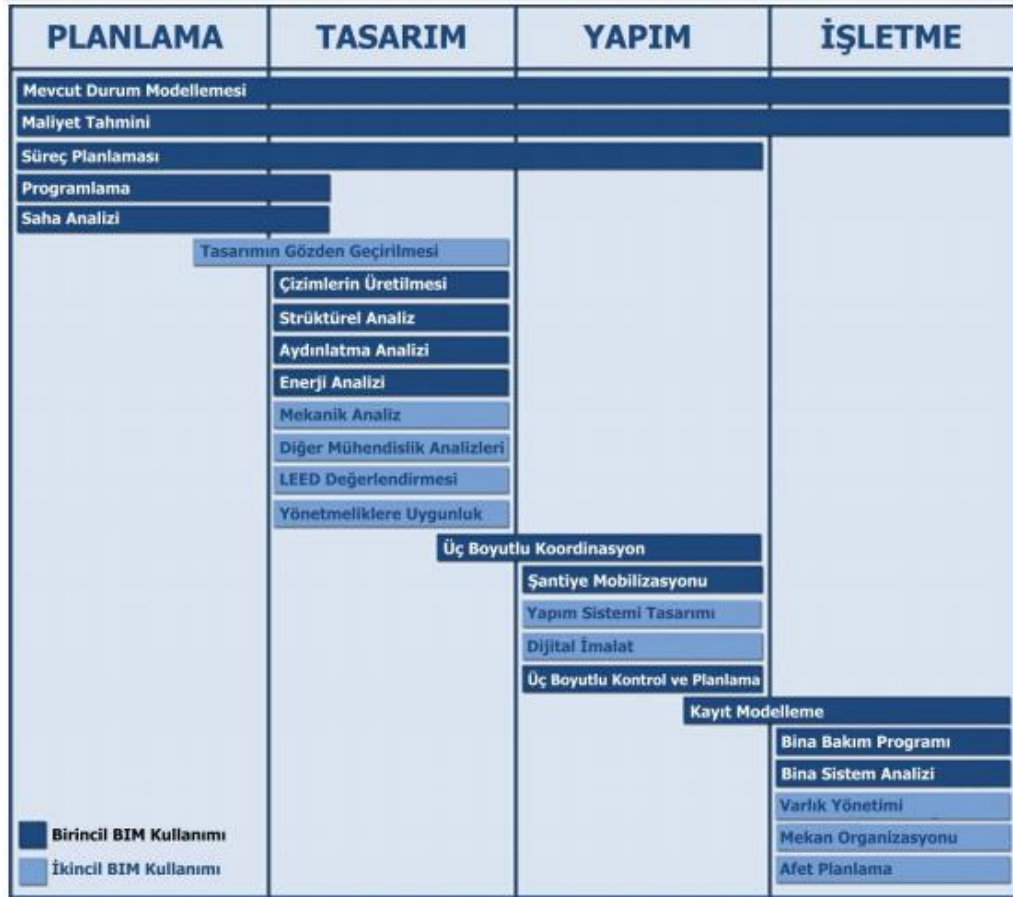 PLANLAMA
TASARIM
YAPIM
İŞLETME
Mevcut Durum Modellemesi
Maliyet Tahmini
Süreç Planlaması
Programlama
Saha Analizi
Tasarımın Gözden Geçirilmesi
Çizimlerin Üretilmesi
Strüktürel Analiz
Aydınlatma Analizi
Enerji Analizi
Mekanik Analiz
Diğer Mühendislik Analizleri
LEED Değerlendirmesi
Yönetmeliklere Uygunluk
Üç Boyutlu Koordinasyon
Şantiye Mobilizasyonu
Yapım Sistemi Tasarımı
Dijital İmalat
Üç Boyutlu Kontrol ve Planlama
Kayıt Modelleme
Bina Bakım Programı
Bina Sistem Analizi
Varlık Yönetimi
Mekan Organizasyonu
Afet Planlama
Birincil BIM Kullanımı
İkincil BIM Kullanımı